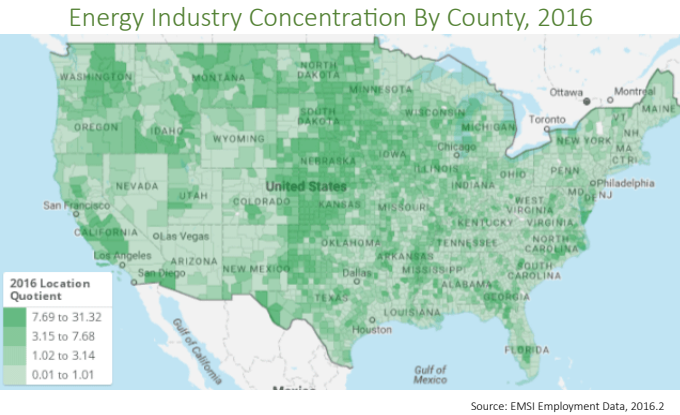 Energy Industry Concentration By County, 2016
Ottawa
Montreal
WASHINGTON
MONTANA
NORTH
DAKOTA
MINNESOTA
MAINE
Toronto
VT
OREGON
IDAHO
SOUTH
DAKOTA
WISCONSIN
MICHIGAN
NH
NEW YORK
WYOMING
Chicago
MA
CT
RI
NEBRASKA
IOWA
ILLINOIS
OHIO
PENN
NEVADA
UTAH
United States
INDIANA
Philadelphia
MD
DE
NJ
San Francisco
COLORADO
KANSAS
MISSOURI
WEST
VIRGINIA
CALIFORNIA
Las Vegas
KENTUCKY
VIRGINIA
OKLAHOMA
TENNESSEE
NORTH
CAROLINA
Los Angeles
ARIZONA
NEW MEXICO
ARKANSAS
San Diego
Dallas
MISSISSIPPI
SOUTH
CAROLINA
ALABAMA
2016 Location
Quotient
TEXAS
GEORGIA
LOUISIANA
7.69 to 31.32
Houston
3.15 to 7.68
Gulf of
California
FLORIDA
1.02 to 3.14
0.01 to 1.01
Gulf of
Mexico
Mexico
Source: EMSI Employment Data, 2016.2